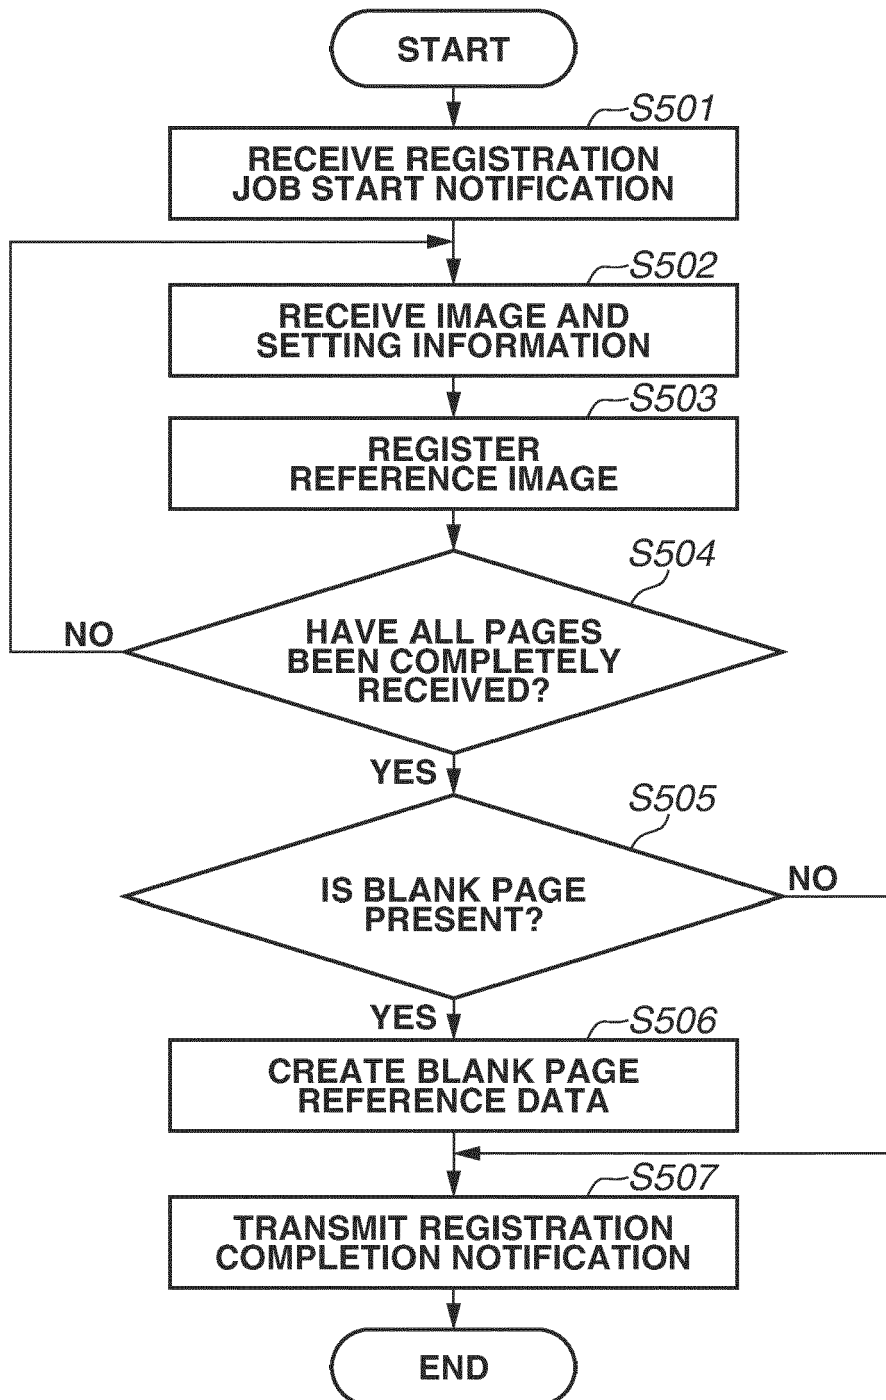 START
S501
RECEIVE REGISTRATION
JOB START NOTIFICATION
S502
RECEIVE IMAGE AND
SETTING INFORMATION
S503
REGISTER
REFERENCE IMAGE
S504
HAVE ALL PAGES
BEEN COMPLETELY
RECEIVED?
NO
YES
S505
IS BLANK PAGE
PRESENT?
NO
YES
S506
CREATE BLANK PAGE
REFERENCE DATA
S507
TRANSMIT REGISTRATION
COMPLETION NOTIFICATION
END